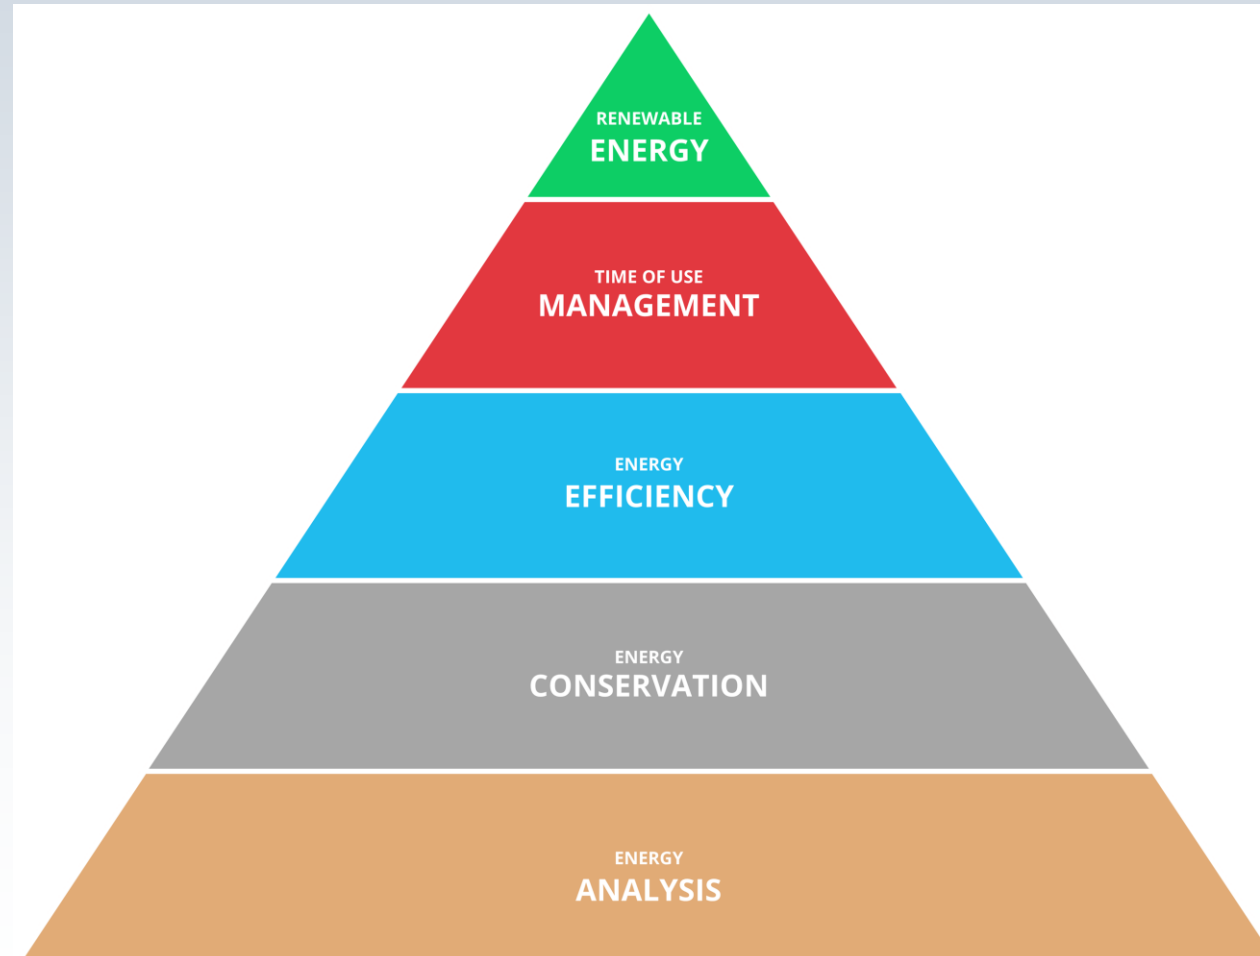 RENEWABLE
ENERGY
TIME OF USE
MANAGEMENT
ENERGY
EFFICIENCY
ENERGY
CONSERVATION
ENERGY
ANALYSIS